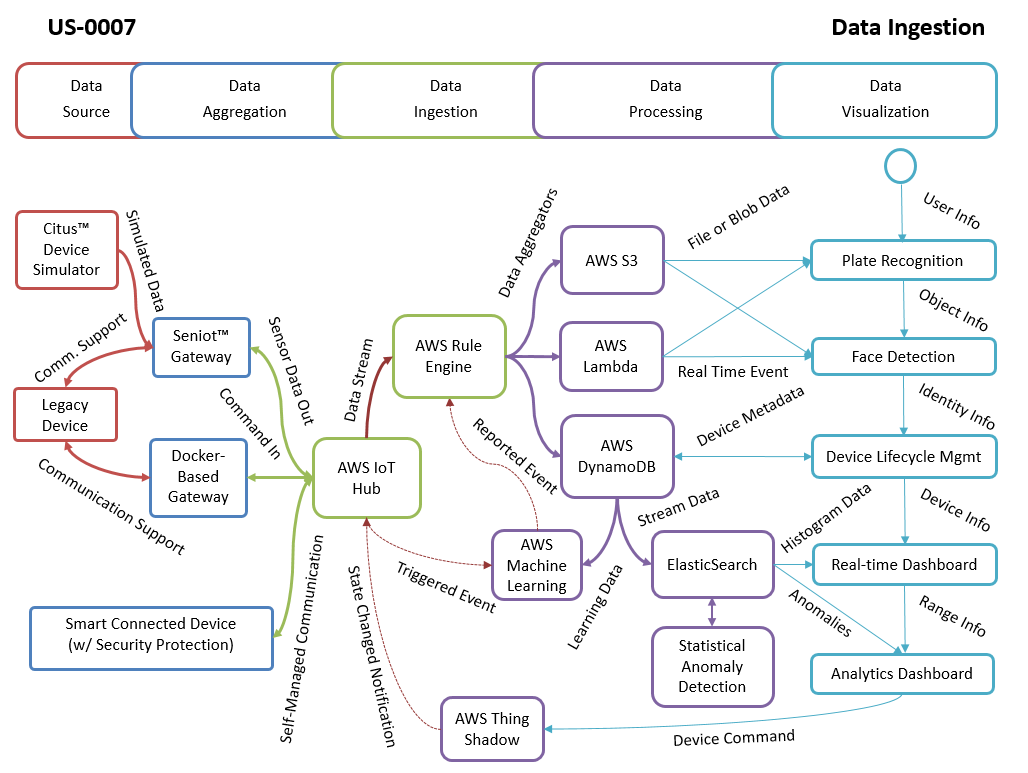 US-0007
Data Ingestion
Data
Source
Data
Aggregation
Data
Ingestion
Data
Processing
Data
Visualization
Citus™
Device
Simulator
Simulated Data
Seniot™
Gateway
Comm. Support
Legacy
Device
Communication Support
Docker-
Based
Gateway
Sensor Data Out
Command In
Smart Connected Device
(w/ Security Protection)
Self-Managed Communication
AWS IoT
Hub
Data Stream
AWS Rule
Engine
Reported Event
Triggered Event
State Changed Notification
Data Aggregators
AWS S3
AWS
Lambda
AWS
DynamoDB
AWS
Machine
Learning
Learning Data
Stream Data
ElasticSearch
Statistical
Anomaly
Detection
AWS Thing
Shadow
File or Blob Data
Real Time Event
Device Metadata
Histogram Data
Anomalies
Device Command
User Info
Plate Recognition
Object Info
Face Detection
Identity Info
Device Lifecycle Mgmt
Device Info
Real-time Dashboard
Range Info
Analytics Dashboard